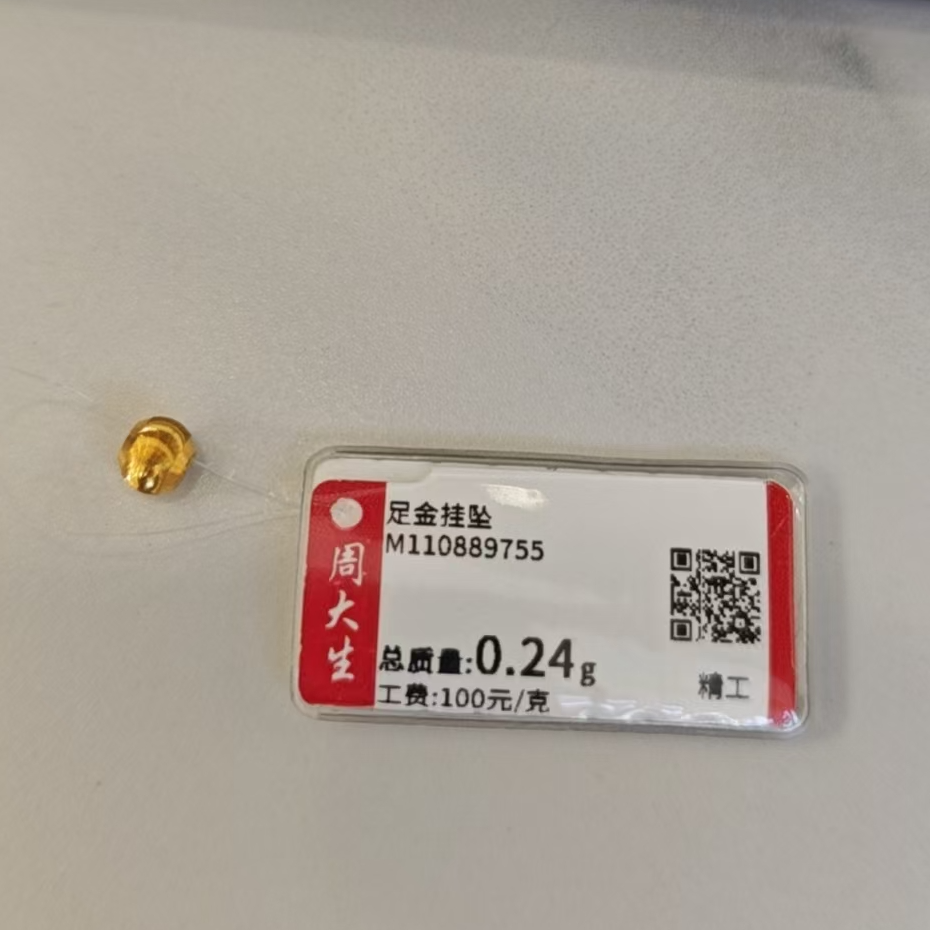 周大生
足金挂坠
M110889755
总质量:0.24g
工费:100元/克
精工